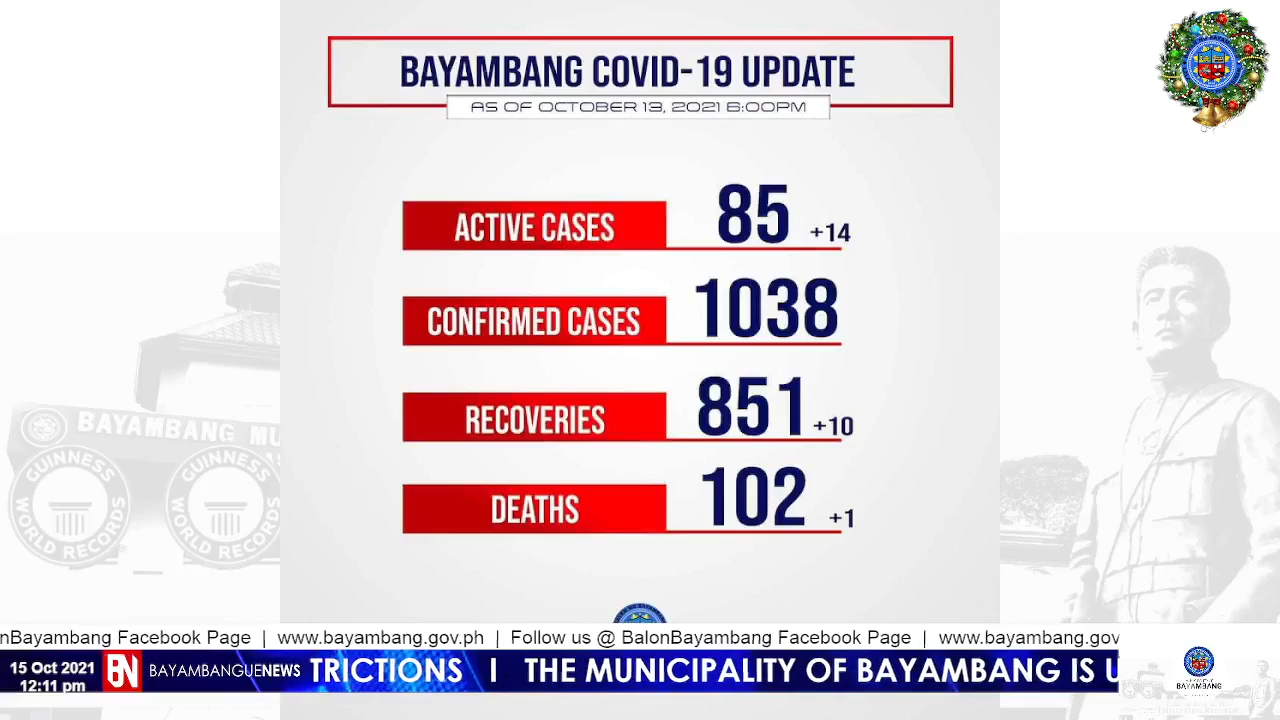 BAYAMBANG COVID-19 UPDATE
AS OF OCTOBER 13, 2021 6:00PM
ACTIVE CASES 85 +14
CONFIRMED CASES 1038
RECOVERIES 851 +10
DEATHS 102 +1
BAYAMBANG MU
GUINNESS WORLD RECORDS
GUINNESS WORLD RECORDS
nBayambang Facebook Page | www.bayambang.gov.ph | Follow us @ BalonBayambang Facebook Page | www.bayambang.gov
15 Oct 2021
12:11 pm
BN BAYAMBANGUENEWS TRICTIONS | THE MUNICIPALITY OF BAYAMBANG IS U
BAYAMBANG